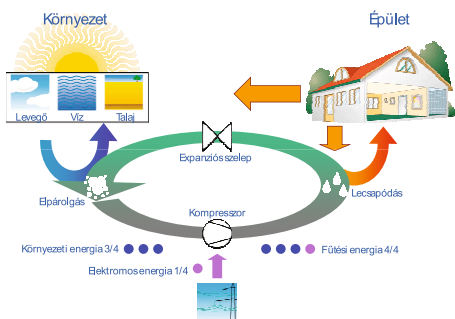 Környezet
Épület
Levegő
Víz
Talaj
Expanziós szelep
Elpárolgás
Lecsapódás
Kompresszor
Környezeti energia 3/4
Fűtési energia 4/4
Elektromos energia 1/4